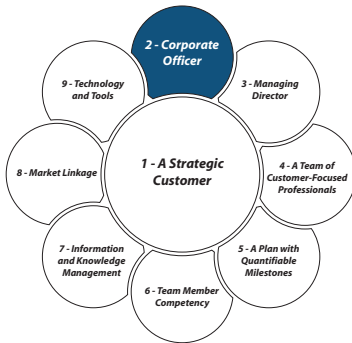 2 - Corporate
Officer
3 - Managing
Director
4 - A Team of
Customer-Focused
Professionals
5 - A Plan with
Quantifiable
Milestones
6 - Team Member
Competency
7 - Information
and Knowledge
Management
8 - Market Linkage
9 - Technology
and Tools
1 - A Strategic
Customer